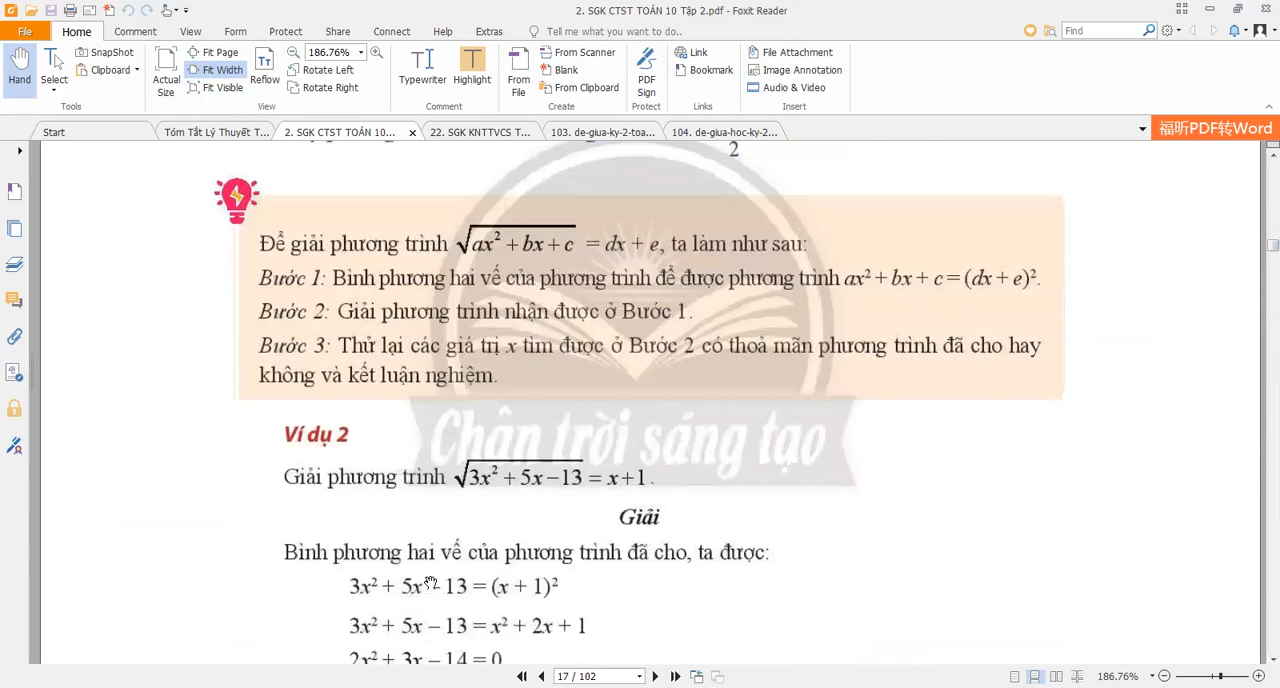 2. SGK CTST TOÁN 10 Tập 2.pdf - Foxit Reader
File Home Comment View Form Protect Share Connect Help Extras Tell me what you want to do.. Find
SnapShot Fit Page 186.76% From Scanner Link File Attachment
Hand Select Clipboard Actual Size Fit Width Reflow Rotate Left Typewriter Highlight From File Blank PDF Sign Bookmark Image Annotation
Fit Visible Rotate Right From Clipboard Audio & Video
Tools View Comment Create Protect Links Insert
Start Tóm Tắt Lý Thuyết T... 2. SGK CTST TOÁN 10... 22. SGK KNTTVCS T... 103. de-giua-ky-2-toa... 104. de-giua-hoc-ky-2... 福昕PDF转Word
2
Để giải phương trình √(ax² + bx + c) = dx + e, ta làm như sau:
Bước 1: Bình phương hai vế của phương trình để được phương trình ax² + bx + c = (dx + e)².
Bước 2: Giải phương trình nhận được ở Bước 1.
Bước 3: Thử lại các giá trị x tìm được ở Bước 2 có thoả mãn phương trình đã cho hay
không và kết luận nghiệm.
Chân trời sáng tạo
Ví dụ 2
Giải phương trình √(3x² + 5x − 13) = x + 1 .
Giải
Bình phương hai vế của phương trình đã cho, ta được:
3x² + 5x − 13 = (x + 1)²
3x² + 5x − 13 = x² + 2x + 1
2x² + 3x − 14 = 0
17 / 102 186.76%